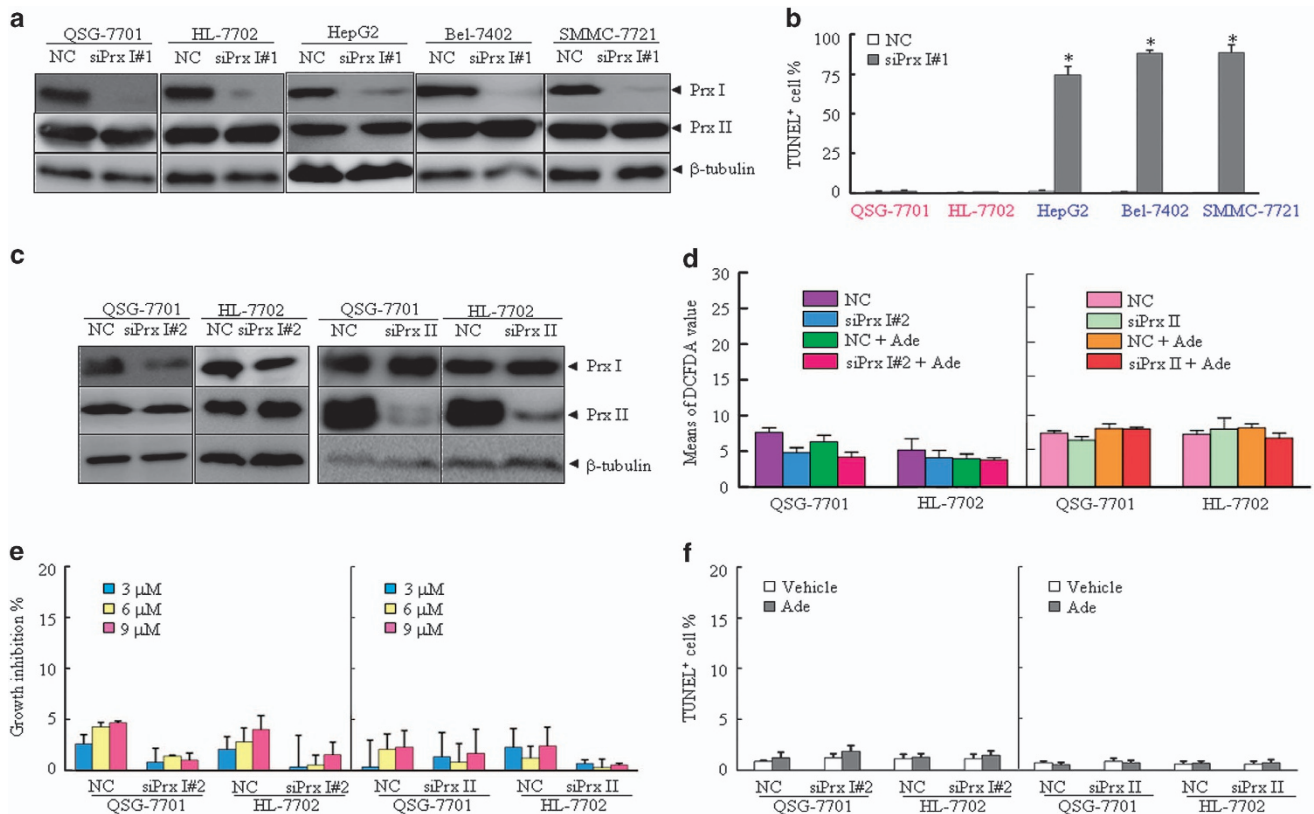 a
QSG-7701 HL-7702 HepG2 Bel-7402 SMMC-7721
NC siPrx I#1 NC siPrx I#1 NC siPrx I#1 NC siPrx I#1 NC siPrx I#1
Prx I
Prx II
β-tubulin
b
TUNEL⁺ cell %
100
75
50
25
0
NC
siPrx I#1
* * *
QSG-7701 HL-7702 HepG2 Bel-7402 SMMC-7721
c
QSG-7701 HL-7702 QSG-7701 HL-7702
NC siPrx I#2 NC siPrx I#2 NC siPrx II NC siPrx II
Prx I
Prx II
β-tubulin
d
Means of DCFDA value
30
25
20
15
10
5
0
NC
siPrx I#2
NC + Ade
siPrx I#2 + Ade
NC
siPrx II
NC + Ade
siPrx II + Ade
QSG-7701 HL-7702 QSG-7701 HL-7702
e
Growth inhibition %
20
15
10
5
0
3 µM
6 µM
9 µM
3 µM
6 µM
9 µM
NC siPrx I#2 NC siPrx I#2 NC siPrx II NC siPrx II
QSG-7701 HL-7702 QSG-7701 HL-7702
f
TUNEL⁺ cell %
20
15
10
5
0
Vehicle
Ade
Vehicle
Ade
NC siPrx I#2 NC siPrx I#2 NC siPrx II NC siPrx II
QSG-7701 HL-7702 QSG-7701 HL-7702